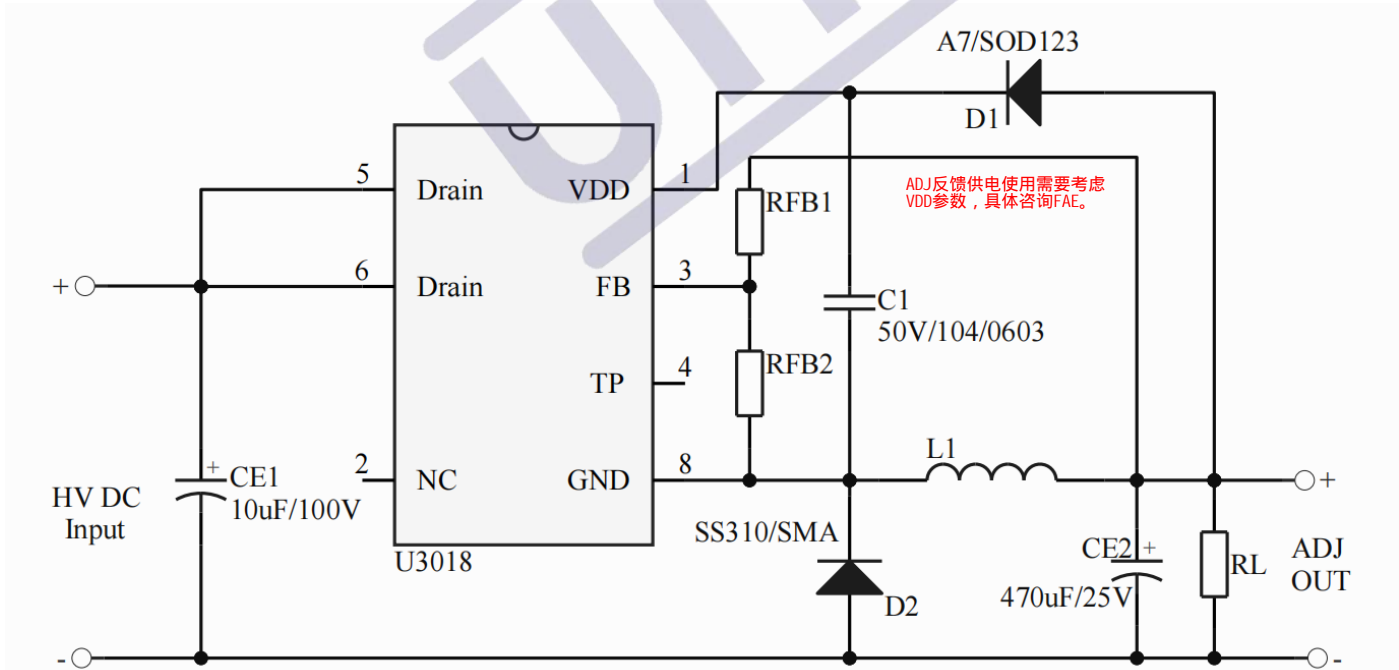 A7/SOD123
D1
ADJ反馈供电使用需要考虑
VDD参数，具体咨询FAE。
5
Drain
VDD
1
RFB1
+
6
Drain
FB
3
C1
50V/104/0603
TP
4
RFB2
2
NC
GND
8
L1
+
+
CE1
10uF/100V
HV DC
Input
U3018
SS310/SMA
D2
CE2
+
470uF/25V
RL
ADJ
OUT
-
-